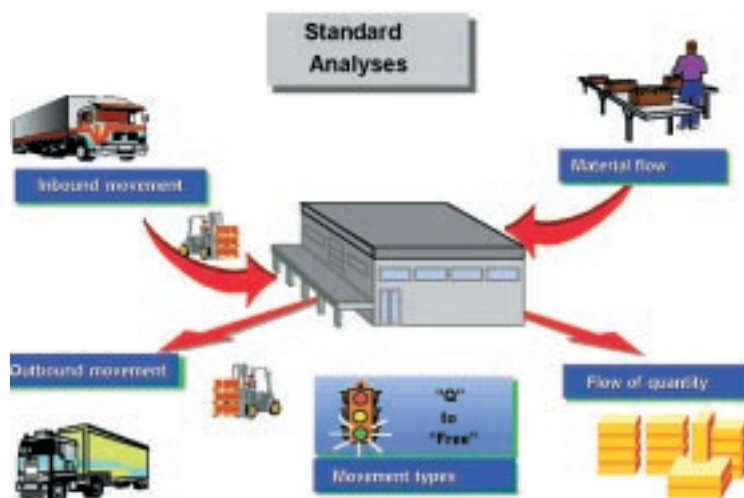 Standard
Analyses
Inbound movement
Material flow
Outbound movement
Flow of quantity
"Q"
to
"Free"
Movement types